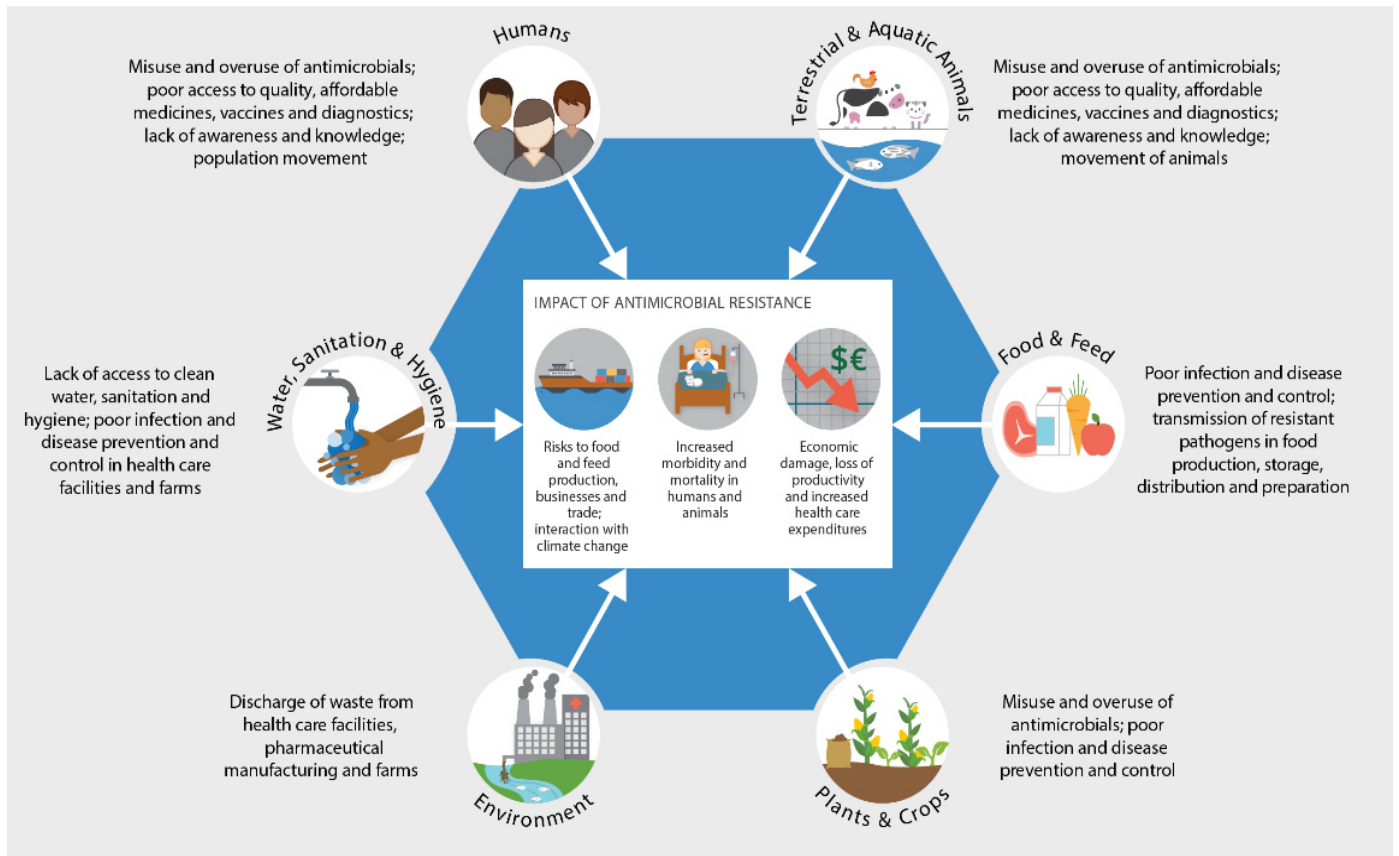 Humans
Misuse and overuse of antimicrobials;
poor access to quality, affordable
medicines, vaccines and diagnostics;
lack of awareness and knowledge;
population movement
Terrestrial & Aquatic Animals
Misuse and overuse of antimicrobials;
poor access to quality, affordable
medicines, vaccines and diagnostics;
lack of awareness and knowledge;
movement of animals
Water, Sanitation & Hygiene
Lack of access to clean
water, sanitation and
hygiene; poor infection and
disease prevention and
control in health care
facilities and farms
IMPACT OF ANTIMICROBIAL RESISTANCE
$€
Risks to food
and feed
production,
businesses and
trade;
interaction with
climate change
Increased
morbidity and
mortality in
humans and
animals
Economic
damage, loss of
productivity
and increased
health care
expenditures
Food & Feed
Poor infection and disease
prevention and control;
transmission of resistant
pathogens in food
production, storage,
distribution and preparation
Discharge of waste from
health care facilities,
pharmaceutical
manufacturing and farms
Environment
Misuse and overuse of
antimicrobials; poor
infection and disease
prevention and control
Plants & Crops